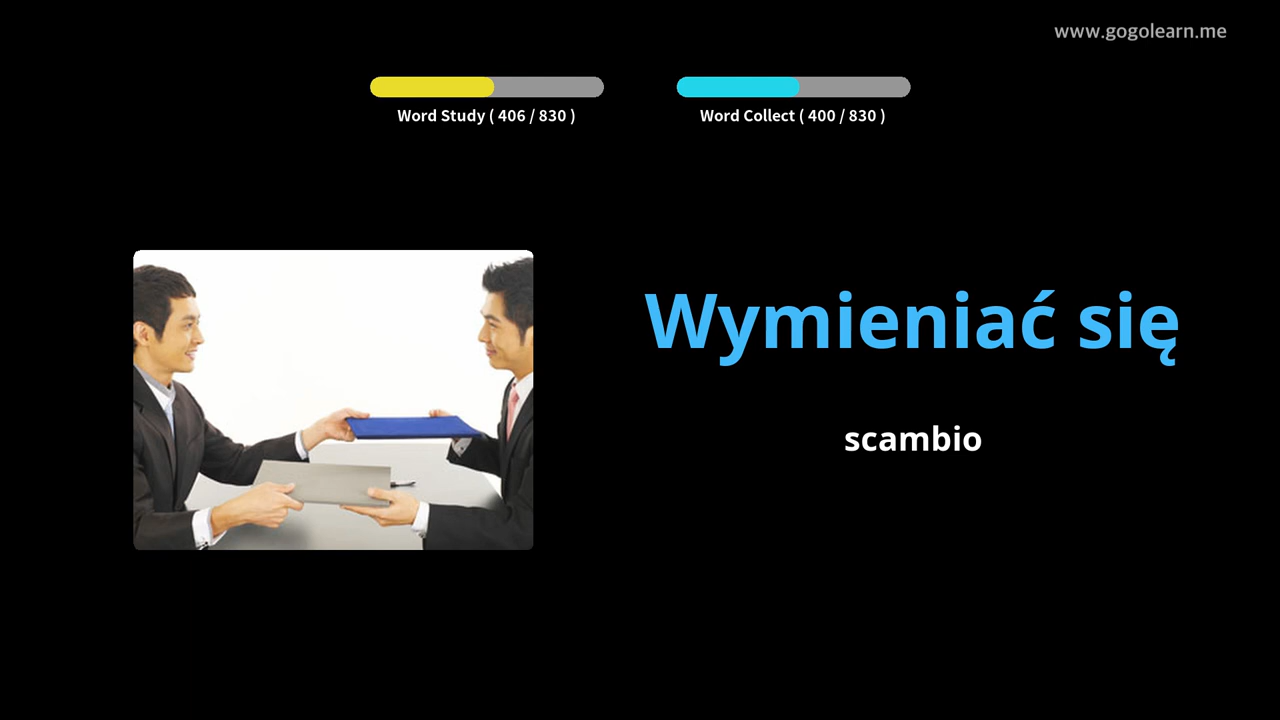 www.gogolearn.me
Word Study ( 406 / 830 )
Word Collect ( 400 / 830 )
Wymieniać się
scambio